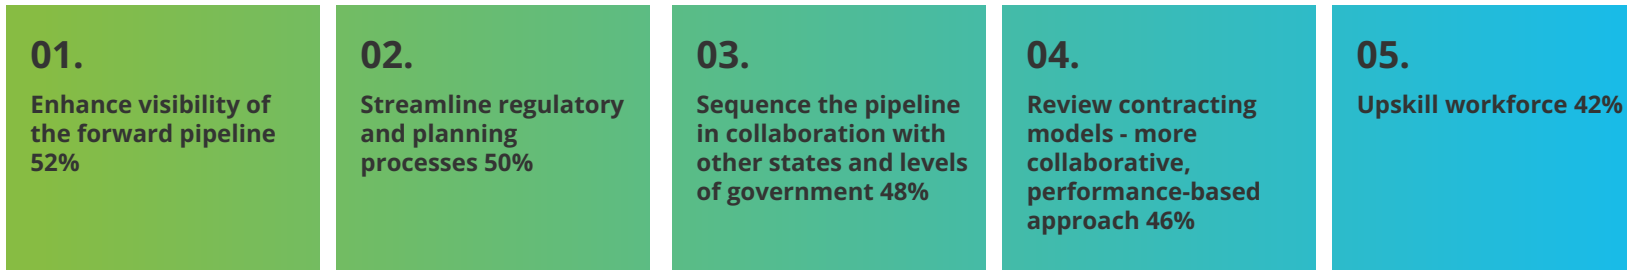 01.
Enhance visibility of
the forward pipeline
52%
02.
Streamline regulatory
and planning
processes 50%
03.
Sequence the pipeline
in collaboration with
other states and levels
of government 48%
04.
Review contracting
models - more
collaborative,
performance-based
approach 46%
05.
Upskill workforce 42%